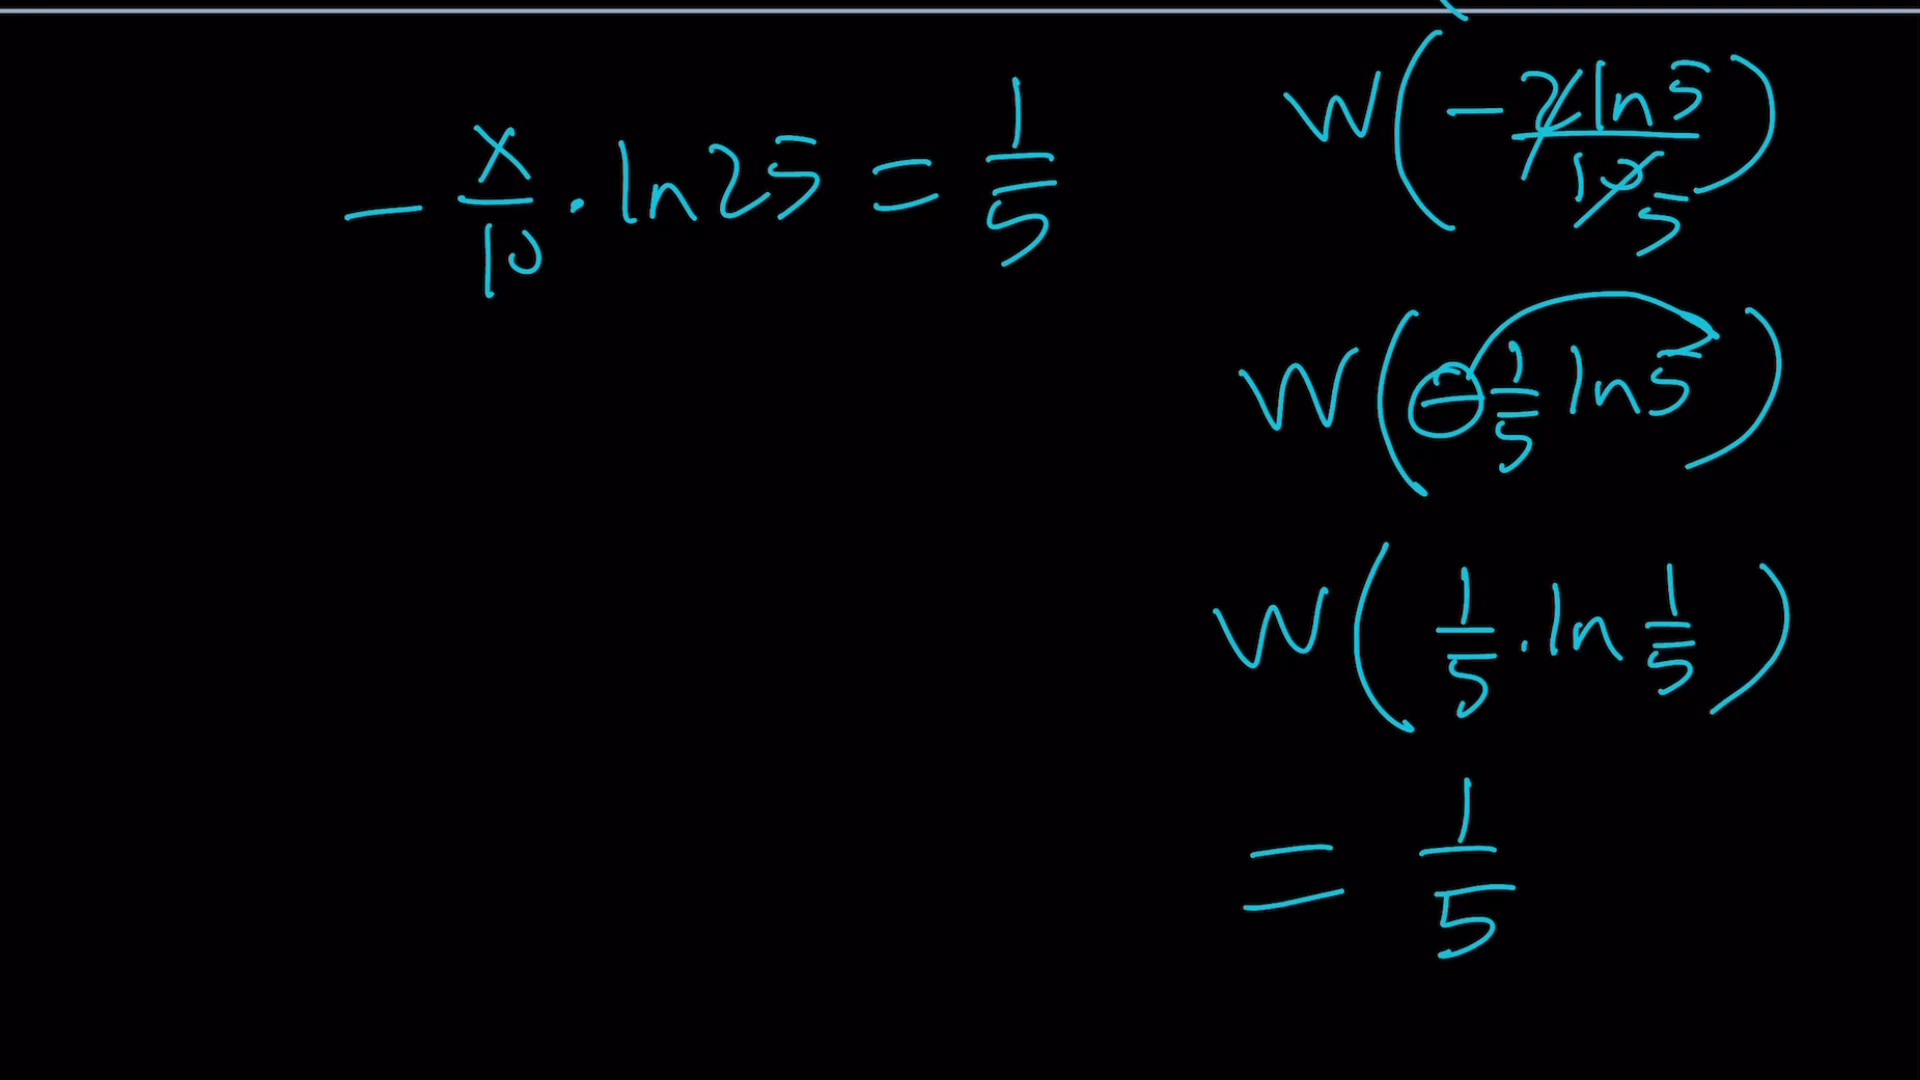 -x/10 · ln25 = 1/5
W(-2ln5/10 5)
W(-1/5 ln5)
W(1/5 · ln 1/5)
= 1/5